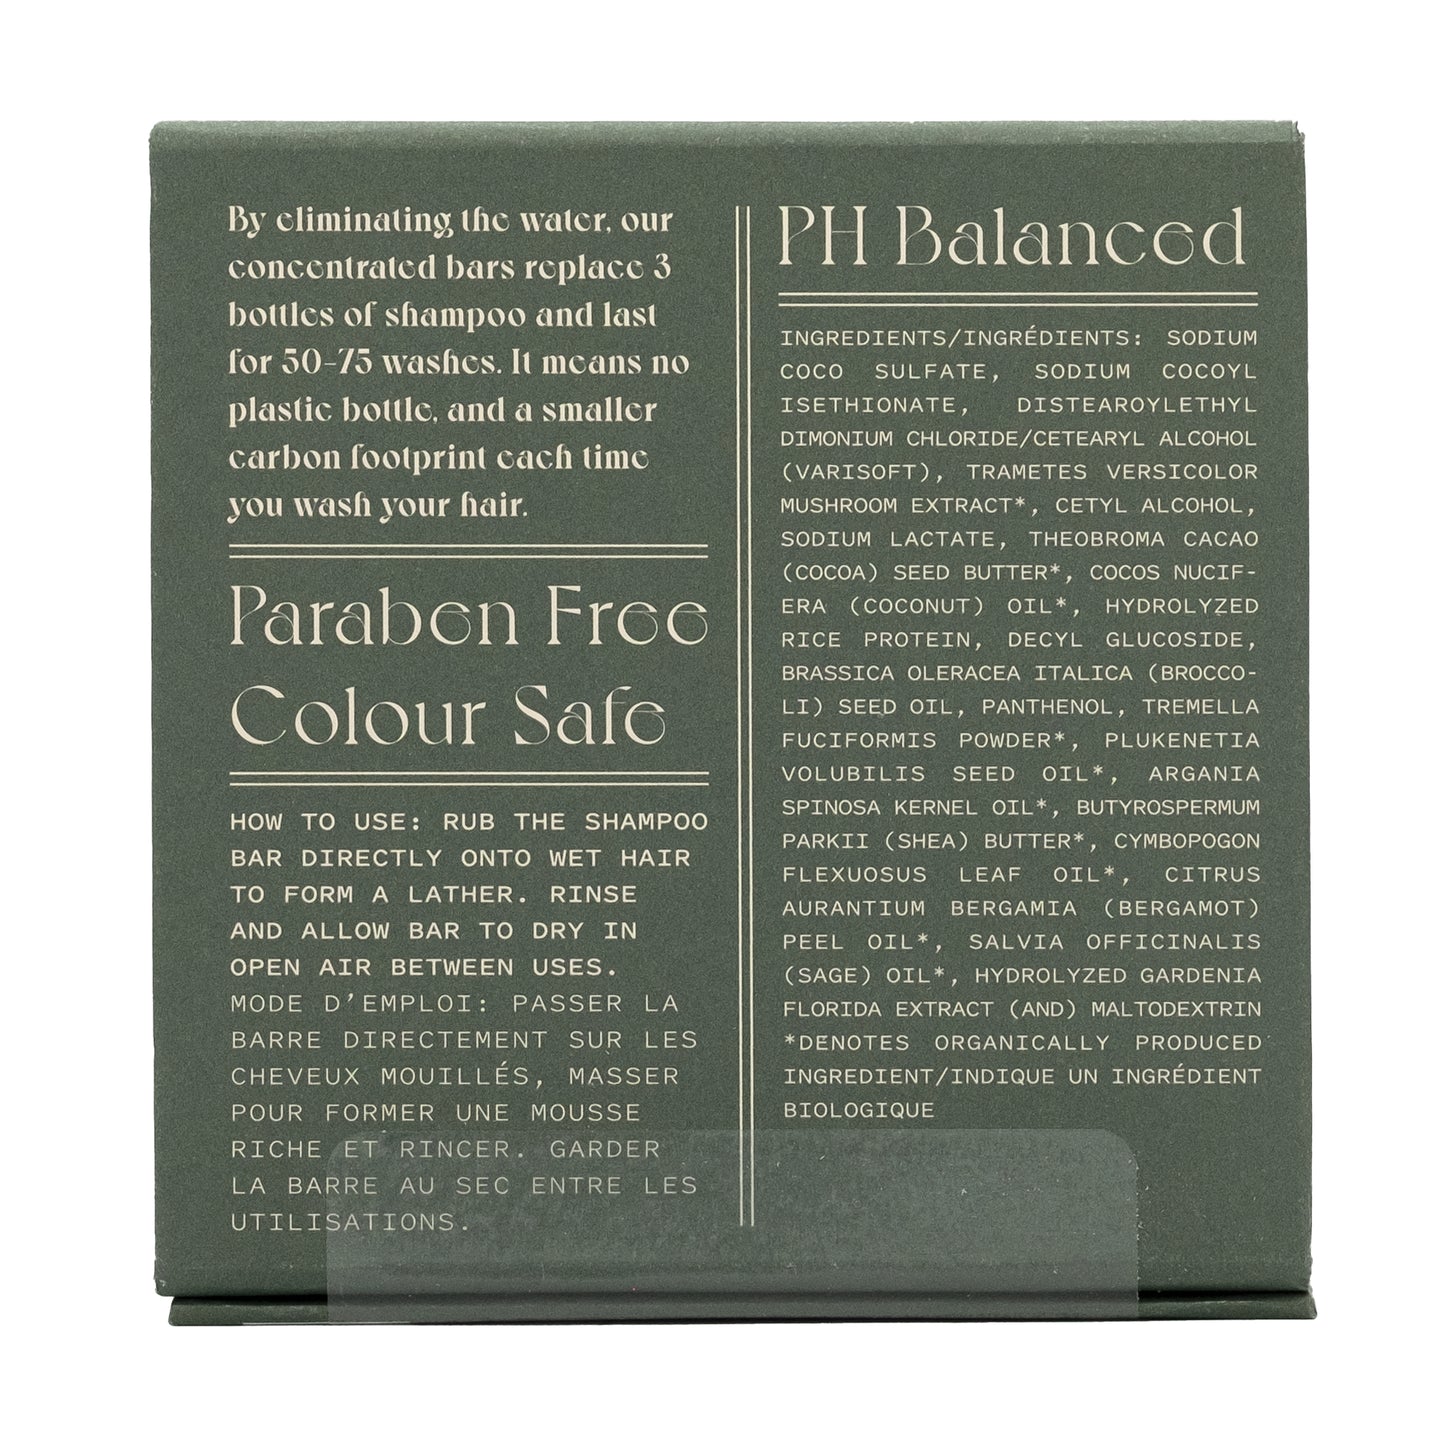 By eliminating the water, our
concentrated bars replace 3
bottles of shampoo and last
for 50-75 washes. It means no
plastic bottle, and a smaller
carbon footprint each time
you wash your hair.
Paraben Free
Colour Safe
HOW TO USE: RUB THE SHAMPOO
BAR DIRECTLY ONTO WET HAIR
TO FORM A LATHER. RINSE
AND ALLOW BAR TO DRY IN
OPEN AIR BETWEEN USES.
MODE D'EMPLOI: PASSER LA
BARRE DIRECTEMENT SUR LES
CHEVEUX MOUILLÉS, MASSER
POUR FORMER UNE MOUSSE
RICHE ET RINCER. GARDER
LA BARRE AU SEC ENTRE LES
UTILISATIONS.
PH Balanced
INGREDIENTS/INGRÉDIENTS: SODIUM
COCO SULFATE, SODIUM COCOYL
ISETHIONATE, DISTEAROYLETHYL
DIMONIUM CHLORIDE/CETEARYL ALCOHOL
(VARISOFT), TRAMETES VERSICOLOR
MUSHROOM EXTRACT*, CETYL ALCOHOL,
SODIUM LACTATE, THEOBROMA CACAO
(COCOA) SEED BUTTER*, COCOS NUCIF-
ERA (COCONUT) OIL*, HYDROLYZED
RICE PROTEIN, DECYL GLUCOSIDE,
BRASSICA OLERACEA ITALICA (BROCCO-
LI) SEED OIL, PANTHENOL, TREMELLA
FUCIFORMIS POWDER*, PLUKENETIA
VOLUBILIS SEED OIL*, ARGANIA
SPINOSA KERNEL OIL*, BUTYROSPERMUM
PARKII (SHEA) BUTTER*, CYMBOPOGON
FLEXUOSUS LEAF OIL*, CITRUS
AURANTIUM BERGAMIA (BERGAMOT)
PEEL OIL*, SALVIA OFFICINALIS
(SAGE) OIL*, HYDROLYZED GARDENIA
FLORIDA EXTRACT (AND) MALTODEXTRIN
*DENOTES ORGANICALLY PRODUCED
INGREDIENT/INDIQUE UN INGRÉDIENT
BIOLOGIQUE